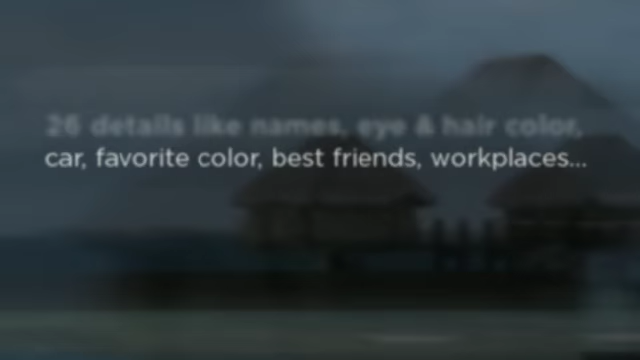 26 details like names, eye & hair color,
car, favorite color, best friends, workplaces...